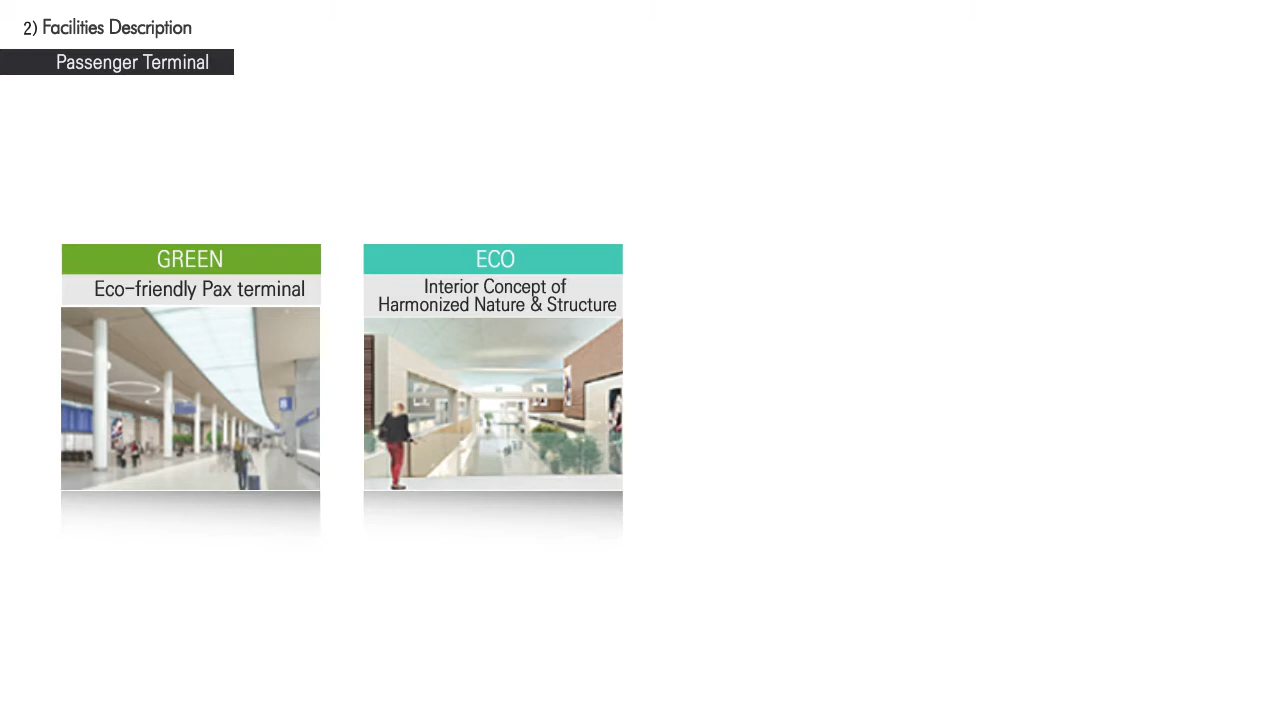 2) Facilities Description
Passenger Terminal
GREEN
Eco-friendly Pax terminal
ECO
Interior Concept of
Harmonized Nature & Structure